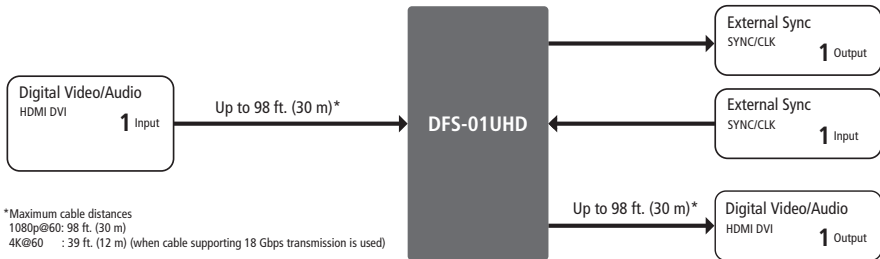 Digital Video/Audio
HDMI DVI
1 Input
Up to 98 ft. (30 m)*
DFS-01UHD
External Sync
SYNC/CLK
1 Output
External Sync
SYNC/CLK
1 Input
Up to 98 ft. (30 m)*
Digital Video/Audio
HDMI DVI
1 Output
*Maximum cable distances
1080p@60: 98 ft. (30 m)
4K@60 : 39 ft. (12 m) (when cable supporting 18 Gbps transmission is used)